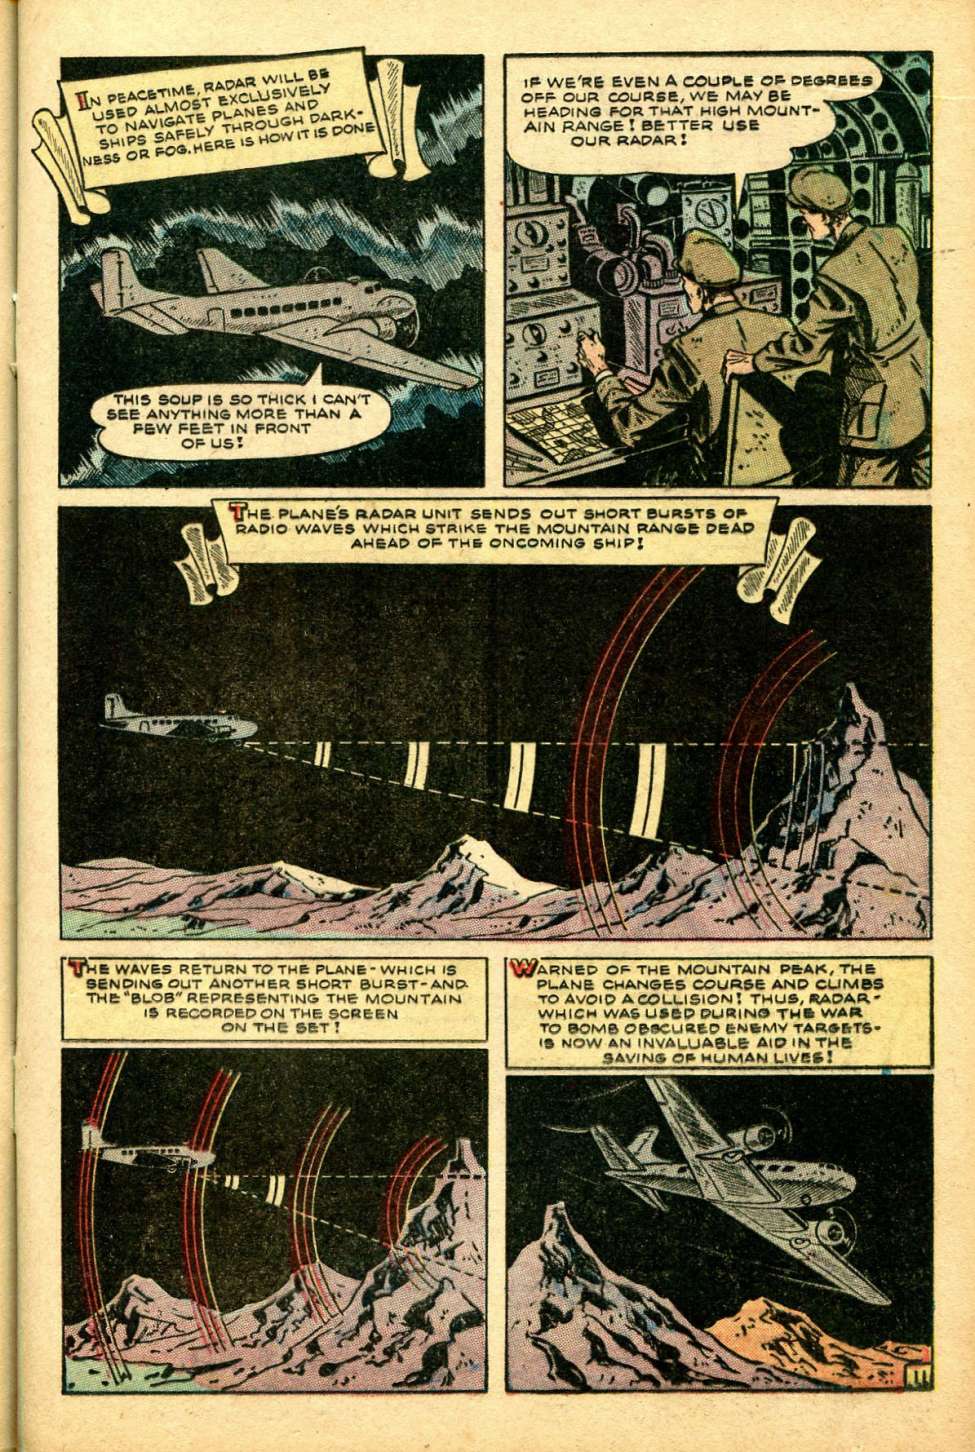 IN PEACETIME, RADAR WILL BE
USED ALMOST EXCLUSIVELY
TO NAVIGATE PLANES AND
SHIPS SAFELY THROUGH DARK-
NESS OR FOG. HERE IS HOW IT IS DONE
THIS SOUP IS SO THICK I CAN'T
SEE ANYTHING MORE THAN A
FEW FEET IN FRONT
OF US!
IF WE'RE EVEN A COUPLE OF DEGREES
OFF OUR COURSE, WE MAY BE
HEADING FOR THAT HIGH MOUNT-
AIN RANGE! BETTER USE
OUR RADAR!
THE PLANE'S RADAR UNIT SENDS OUT SHORT BURSTS OF
RADIO WAVES WHICH STRIKE THE MOUNTAIN RANGE DEAD
AHEAD OF THE ONCOMING SHIP!
THE WAVES RETURN TO THE PLANE-WHICH IS
SENDING OUT ANOTHER SHORT BURST-AND
THE "BLOB" REPRESENTING THE MOUNTAIN
IS RECORDED ON THE SCREEN
ON THE SET!
WARNED OF THE MOUNTAIN PEAK, THE
PLANE CHANGES COURSE AND CLIMBS
TO AVOID A COLLISION! THUS, RADAR-
WHICH WAS USED DURING THE WAR
TO BOMB OBSCURED ENEMY TARGETS-
IS NOW AN INVALUABLE AID IN THE
SAVING OF HUMAN LIVES!
11